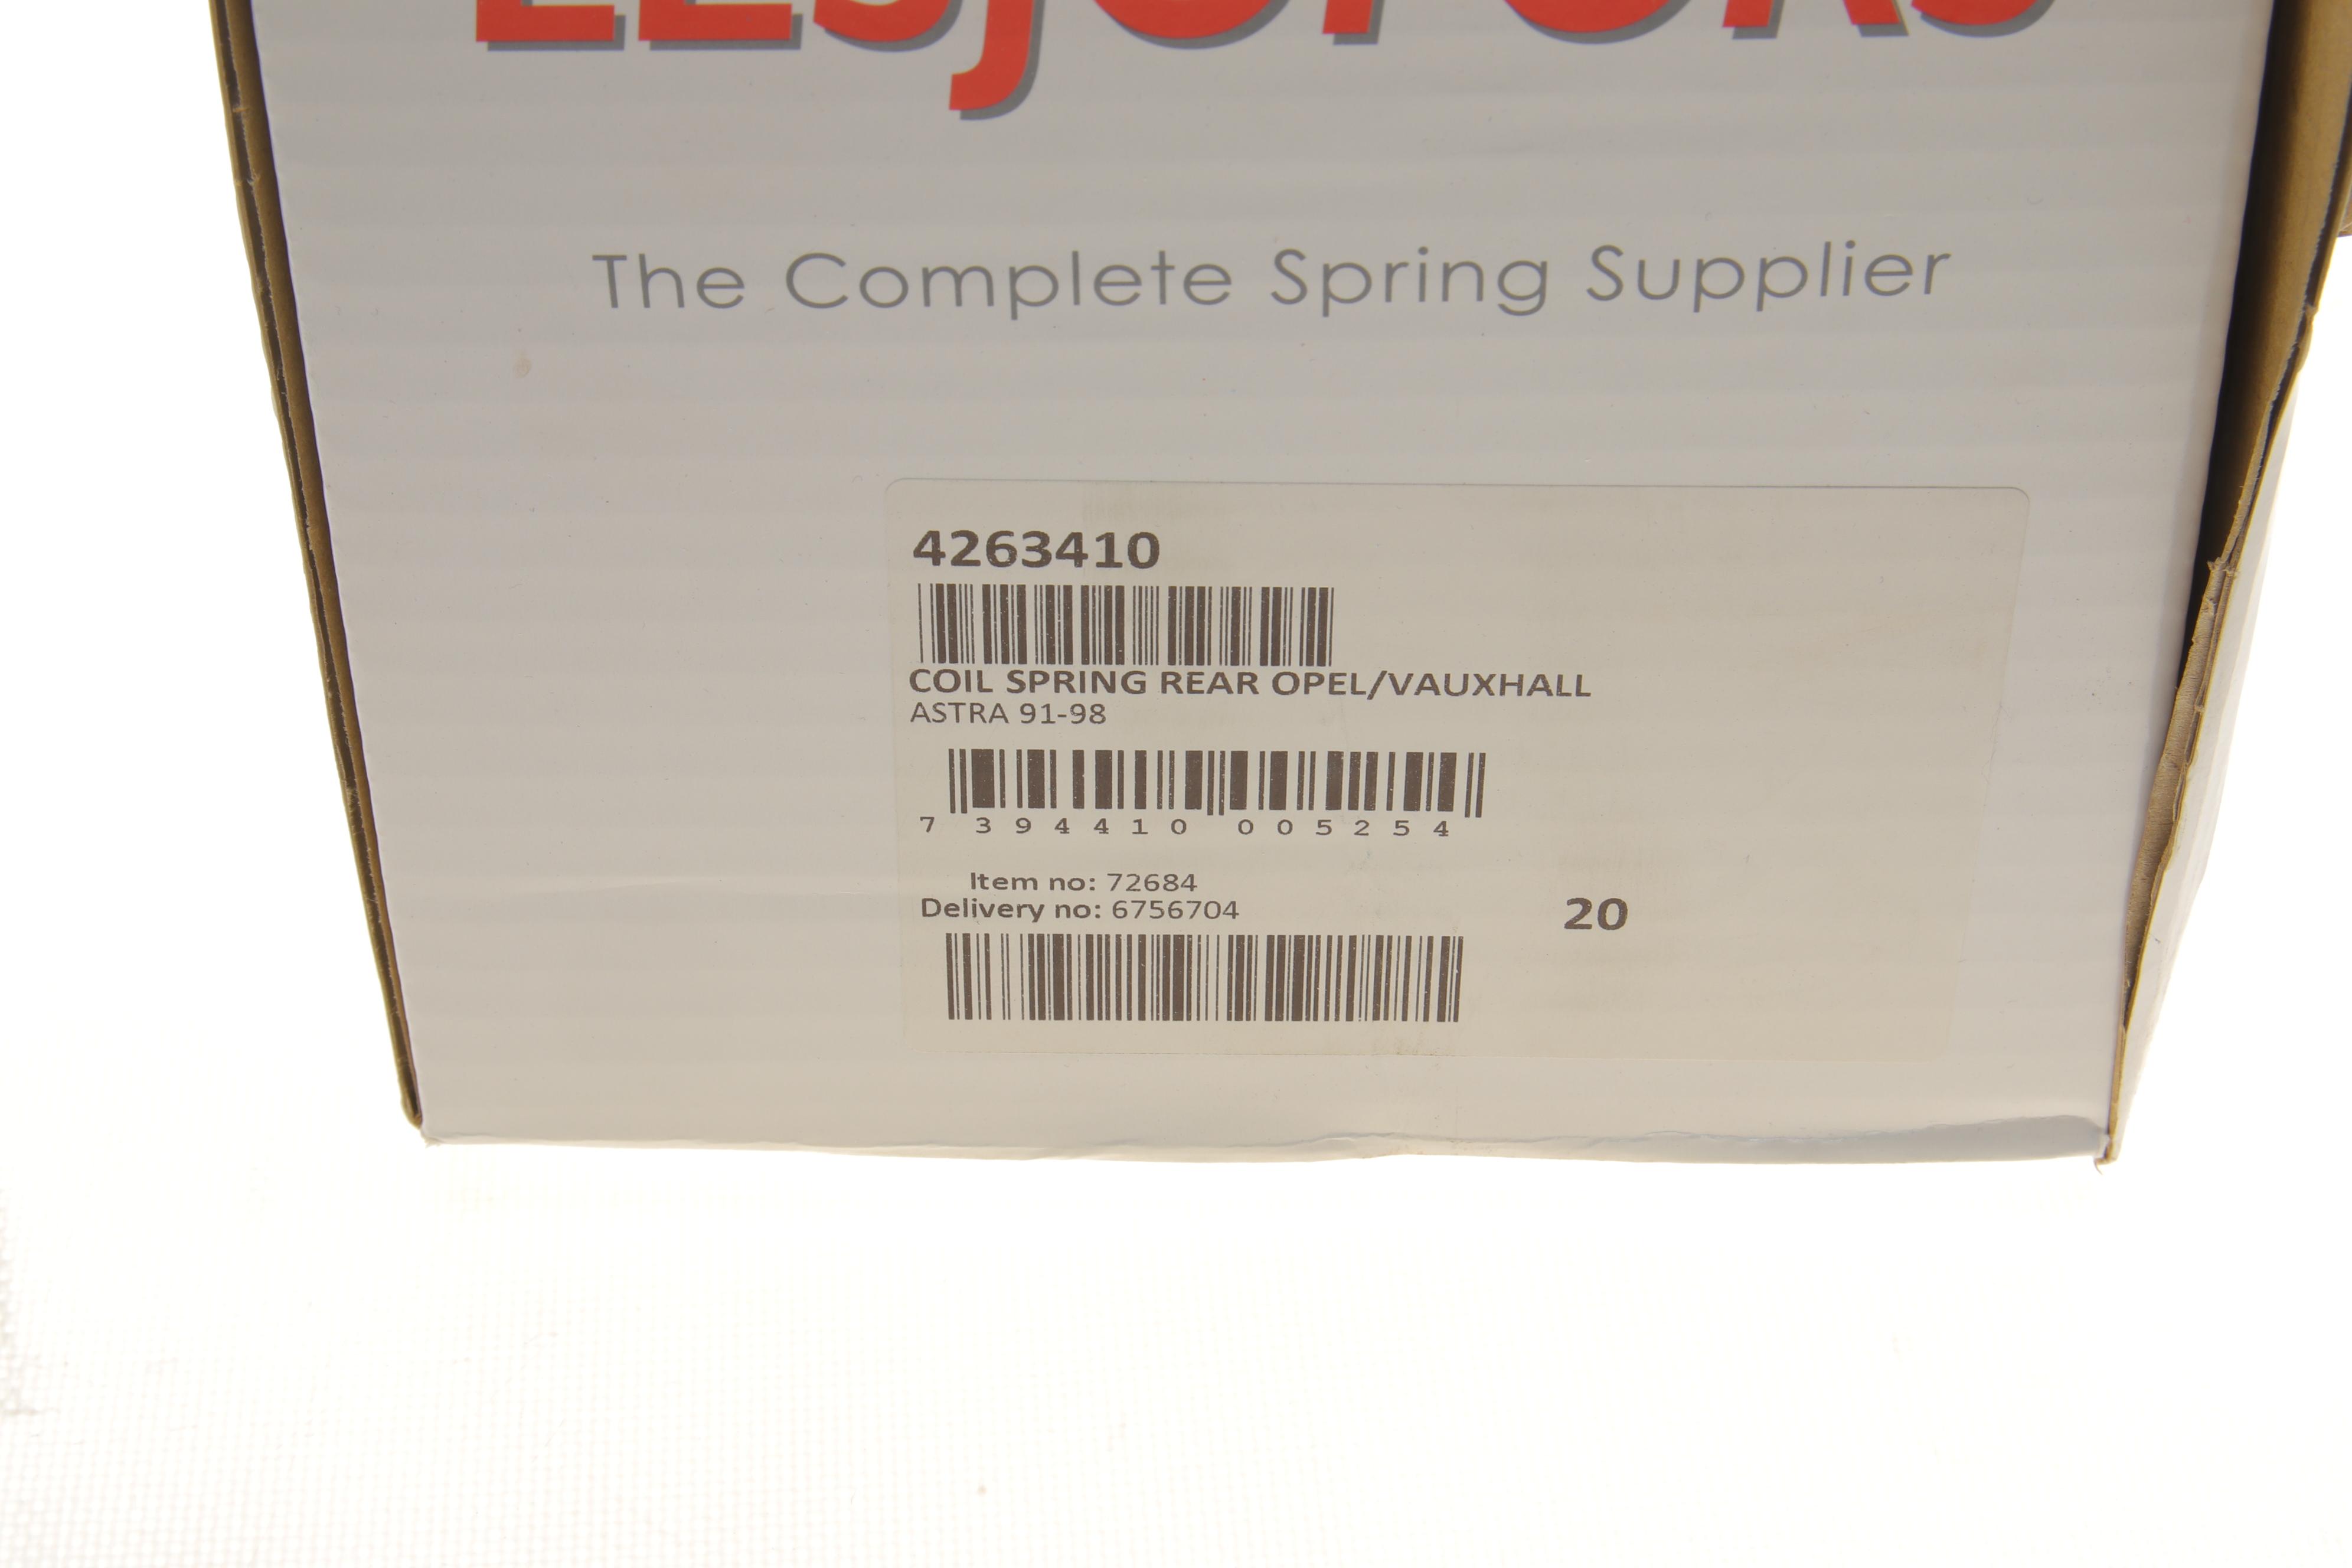 LESJÖFORS
The Complete Spring Supplier
4263410
COIL SPRING REAR OPEL/VAUXHALL
ASTRA 91-98
7 394410 005254
Item no: 72684
Delivery no: 6756704
20